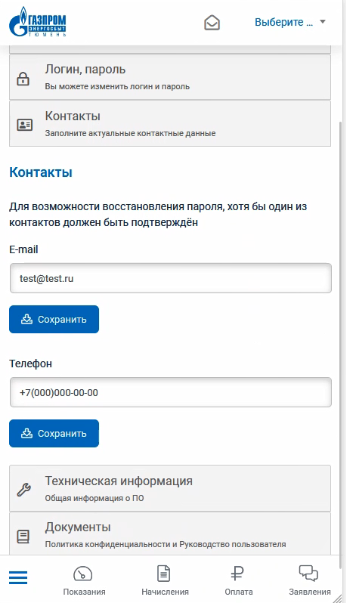 ГАЗПРОМ
ЭНЕРГОСБЫТ
ТЮМЕНЬ
Выберите ...
Логин, пароль
Вы можете изменить логин и пароль
Контакты
Заполните актуальные контактные данные
Контакты
Для возможности восстановления пароля, хотя бы один из
контактов должен быть подтверждён
E-mail
test@test.ru
Сохранить
Телефон
+7(000)000-00-00
Сохранить
Техническая информация
Общая информация о ПО
Документы
Политика конфиденциальности и Руководство пользователя
Показания
Начисления
Оплата
Заявления